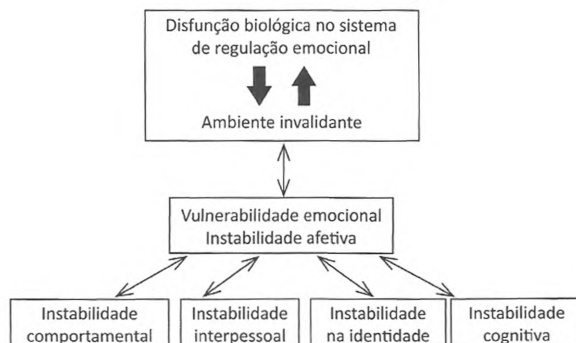 Disfunção biológica no sistema
de regulação emocional
Ambiente invalidante
Vulnerabilidade emocional
Instabilidade afetiva
Instabilidade
comportamental
Instabilidade
interpessoal
Instabilidade
na identidade
Instabilidade
cognitiva